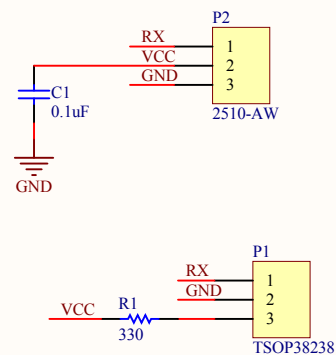 P2
RX
1
VCC
2
GND
3
C1
0.1uF
2510-AW
GND
P1
RX
1
GND
2
VCC
R1
3
330
TSOP38238